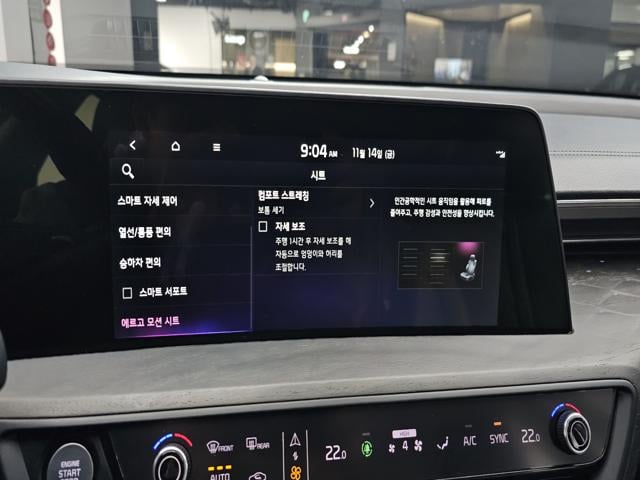 9:04 AM 11월 14일 (금)
시트
스마트 자세 제어
열선/통풍 편의
승하차 편의
스마트 서포트
에르고 모션 시트
컴포트 스트레칭
보통 세기
자세 보조
주행 1시간 후 자세 보조를 해
자동으로 엉덩이와 허리를
조절합니다.
인간공학적인 시트 움직임을 활용해 피로를
풀어주고, 주행 감성과 안전성을 향상시킵니다.
ENGINE
START
FRONT
REAR
AUTO
22.0
HIGH
4
A/C
SYNC
22.0